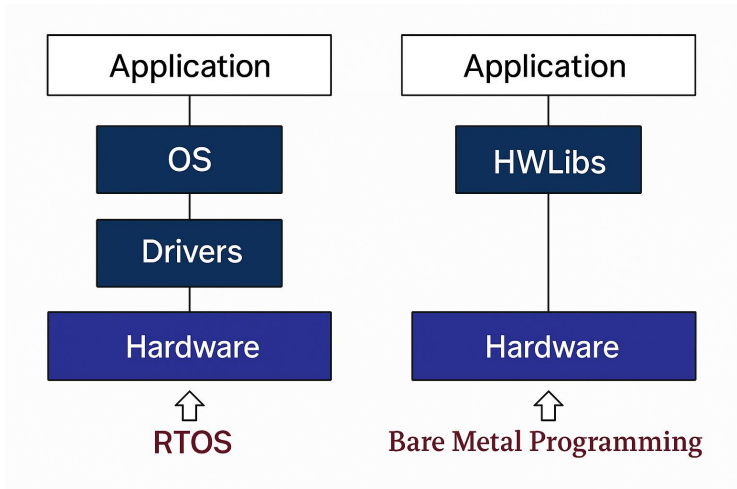 Application
OS
Drivers
Hardware
RTOS
Application
HWLibs
Hardware
Bare Metal Programming